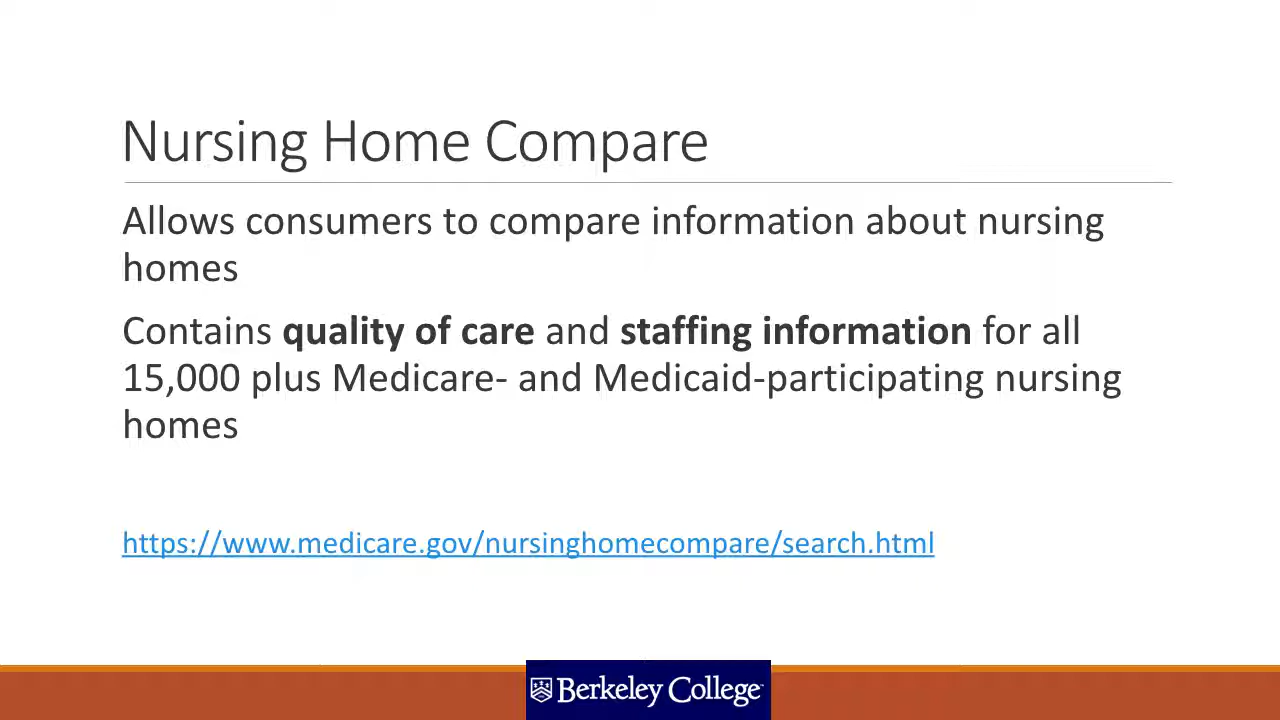 Nursing Home Compare
Allows consumers to compare information about nursing
homes
Contains quality of care and staffing information for all
15,000 plus Medicare- and Medicaid-participating nursing
homes
https://www.medicare.gov/nursinghomecompare/search.html
Berkeley College